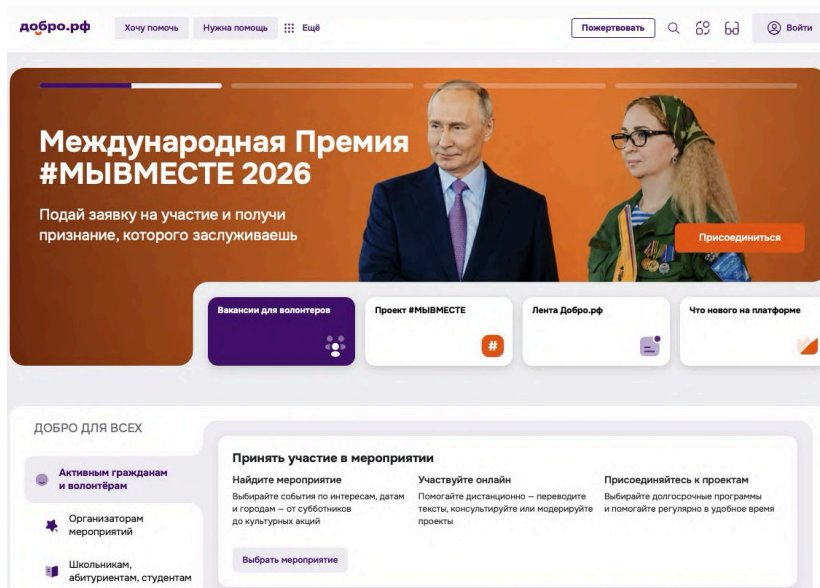 добро.рф
Хочу помочь
Нужна помощь
Ещё
Пожертвовать
Войти
Международная Премия
#МЫВМЕСТЕ 2026
Подай заявку на участие и получи
признание, которого заслуживаешь
Присоединиться
Вакансии для волонтеров
Проект #МЫВМЕСТЕ
#
Лента Добро.рф
Что нового на платформе
ДОБРО ДЛЯ ВСЕХ
Активным гражданам
и волонтёрам
Организаторам
мероприятий
Школьникам,
абитуриентам, студентам
Принять участие в мероприятии
Найдите мероприятие
Выбирайте события по интересам, датам
и городам — от субботников
до культурных акций
Участвуйте онлайн
Помогайте дистанционно — переводите
тексты, консультируйте или модерируйте
проекты
Присоединяйтесь к проектам
Выбирайте долгосрочные программы
и помогайте регулярно в удобное время
Выбрать мероприятие